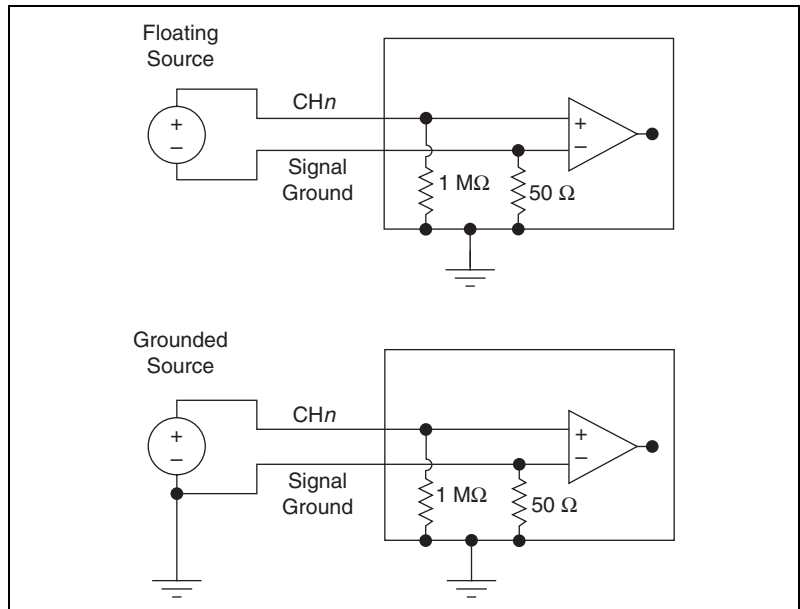 Floating
Source
CHn
+
−
+
−
Signal
Ground
1 MΩ
50 Ω
Grounded
Source
CHn
+
−
+
−
Signal
Ground
1 MΩ
50 Ω